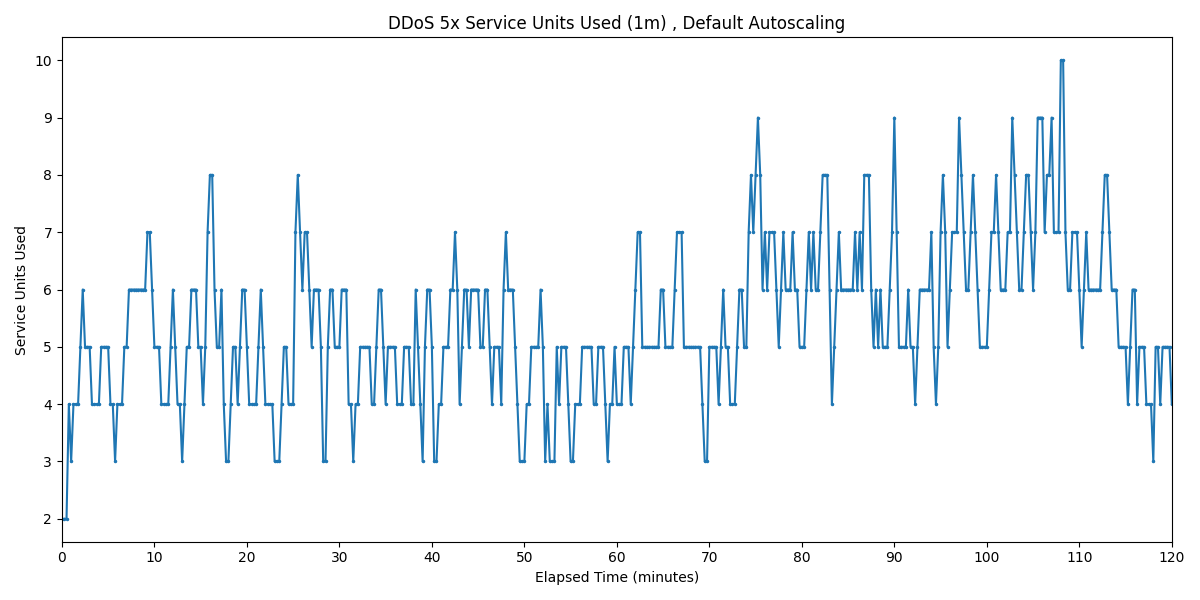 DDoS 5x Service Units Used (1m) , Default Autoscaling
10
9
8
7
6
5
4
3
2
Service Units Used
0 10 20 30 40 50 60 70 80 90 100 110 120
Elapsed Time (minutes)